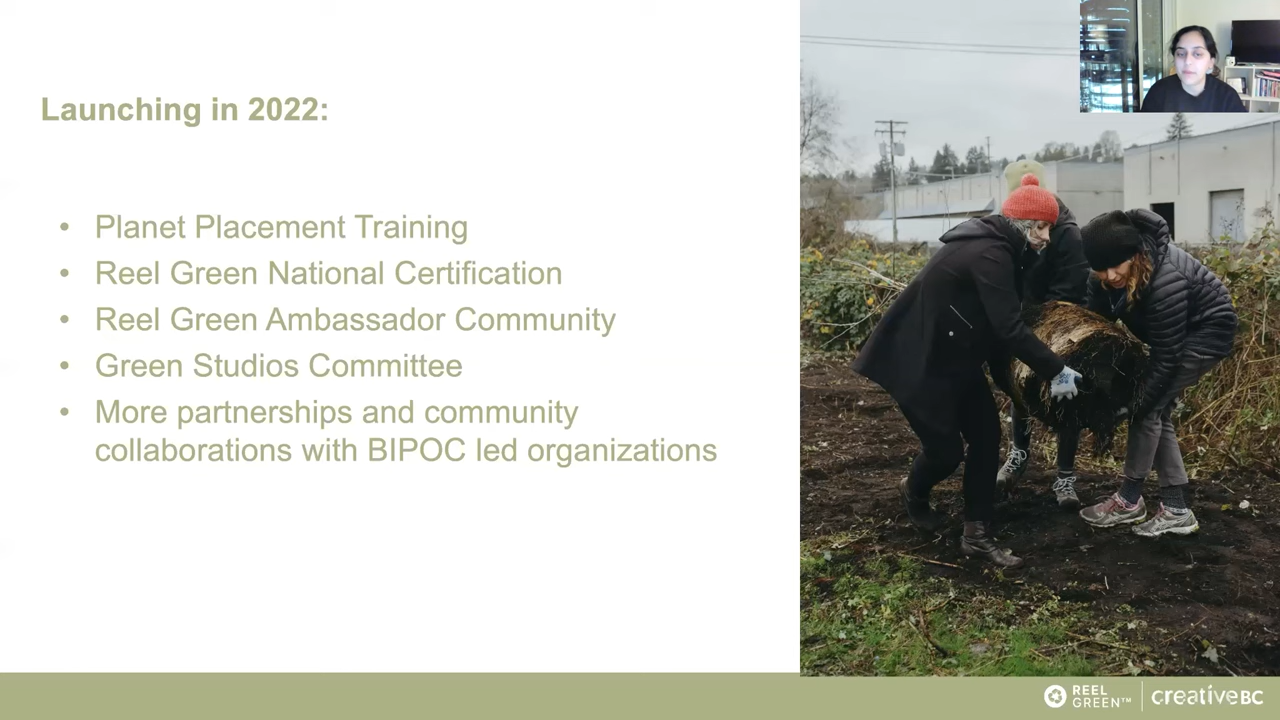 Launching in 2022:
• Planet Placement Training
• Reel Green National Certification
• Reel Green Ambassador Community
• Green Studios Committee
• More partnerships and community
collaborations with BIPOC led organizations
REEL
GREEN™
creativeBC